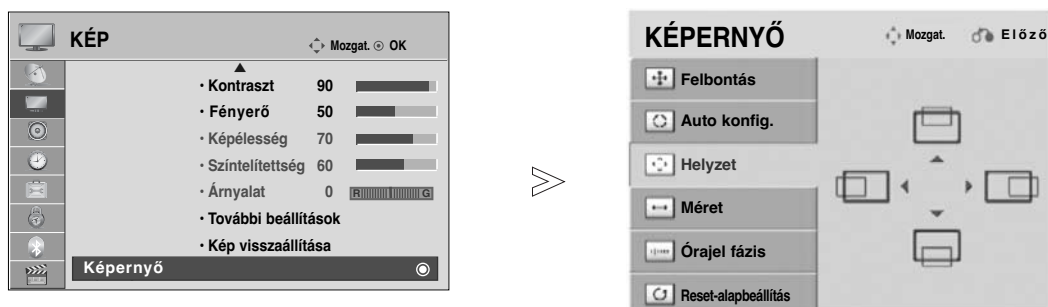 KÉP
Mozgat. OK
Kontraszt 90
Fényerő 50
Képélesség 70
Színtelítettség 60
Árnyalat 0 R G
További beállítások
Kép visszaállítása
Képernyő
KÉPERNYŐ
Mozgat. Előző
Felbontás
Auto konfig.
Helyzet
Méret
Órajel fázis
Reset-alapbeállítás